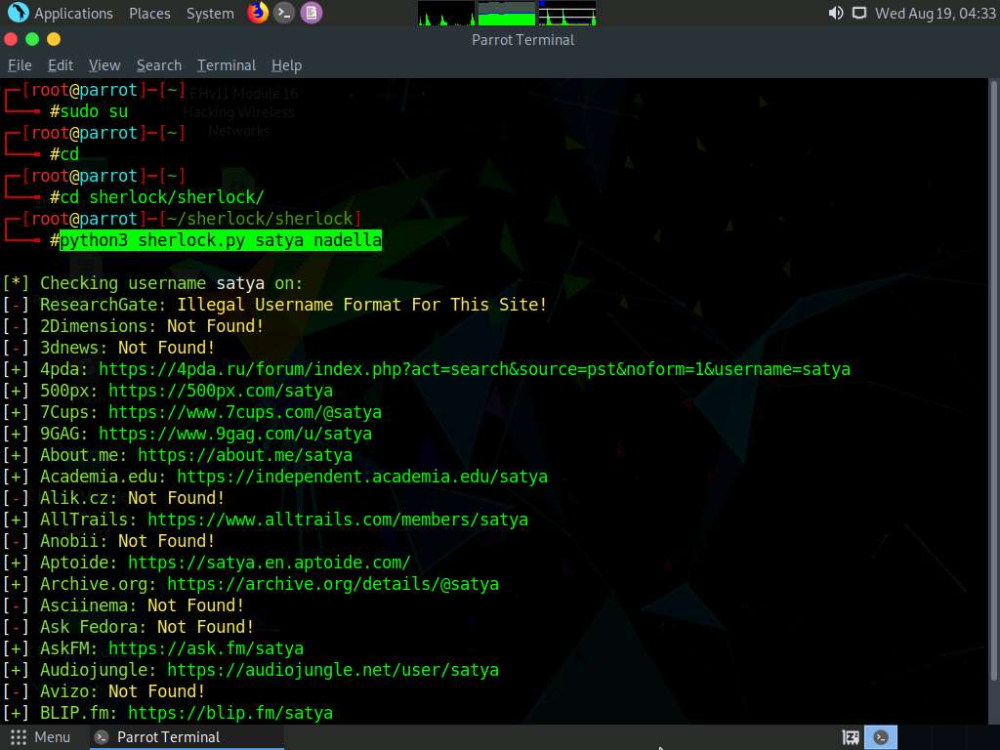 Applications Places System Wed Aug 19, 04:33
Parrot Terminal
File Edit View Search Terminal Help
EHv11 Module 16
Hacking Wireless
Networks
┌─[root@parrot]─[~]
└──╼ #sudo su
┌─[root@parrot]─[~]
└──╼ #cd
┌─[root@parrot]─[~]
└──╼ #cd sherlock/sherlock/
┌─[root@parrot]─[~/sherlock/sherlock]
└──╼ #python3 sherlock.py satya nadella
[*] Checking username satya on:
[-] ResearchGate: Illegal Username Format For This Site!
[-] 2Dimensions: Not Found!
[-] 3dnews: Not Found!
[+] 4pda: https://4pda.ru/forum/index.php?act=search&source=pst&noform=1&username=satya
[+] 500px: https://500px.com/satya
[+] 7Cups: https://www.7cups.com/@satya
[+] 9GAG: https://www.9gag.com/u/satya
[+] About.me: https://about.me/satya
[+] Academia.edu: https://independent.academia.edu/satya
[-] Alik.cz: Not Found!
[+] AllTrails: https://www.alltrails.com/members/satya
[-] Anobii: Not Found!
[+] Aptoide: https://satya.en.aptoide.com/
[+] Archive.org: https://archive.org/details/@satya
[-] Asciinema: Not Found!
[-] Ask Fedora: Not Found!
[+] AskFM: https://ask.fm/satya
[+] Audiojungle: https://audiojungle.net/user/satya
[-] Avizo: Not Found!
[+] BLIP.fm: https://blip.fm/satya
Menu Parrot Terminal